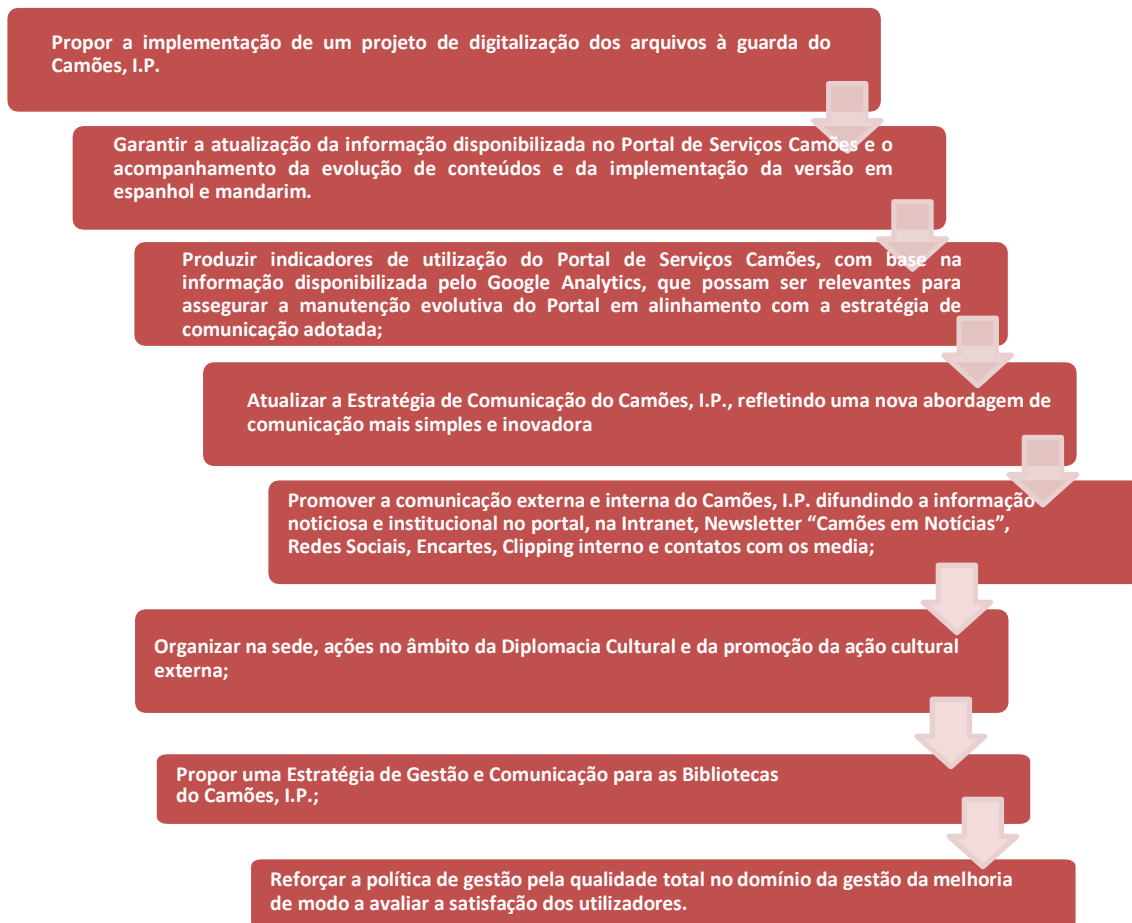 Propor a implementação de um projeto de digitalização dos arquivos à guarda do
Camões, I.P.
Garantir a atualização da informação disponibilizada no Portal de Serviços Camões e o
acompanhamento da evolução de conteúdos e da implementação da versão em
espanhol e mandarim.
Produzir indicadores de utilização do Portal de Serviços Camões, com base na
informação disponibilizada pelo Google Analytics, que possam ser relevantes para
assegurar a manutenção evolutiva do Portal em alinhamento com a estratégia de
comunicação adotada;
Atualizar a Estratégia de Comunicação do Camões, I.P., refletindo uma nova abordagem de
comunicação mais simples e inovadora
Promover a comunicação externa e interna do Camões, I.P. difundindo a informação
noticiosa e institucional no portal, na Intranet, Newsletter “Camões em Notícias”,
Redes Sociais, Encartes, Clipping interno e contatos com os media;
Organizar na sede, ações no âmbito da Diplomacia Cultural e da promoção da ação cultural
externa;
Propor uma Estratégia de Gestão e Comunicação para as Bibliotecas
do Camões, I.P.;
Reforçar a política de gestão pela qualidade total no domínio da gestão da melhoria
de modo a avaliar a satisfação dos utilizadores.